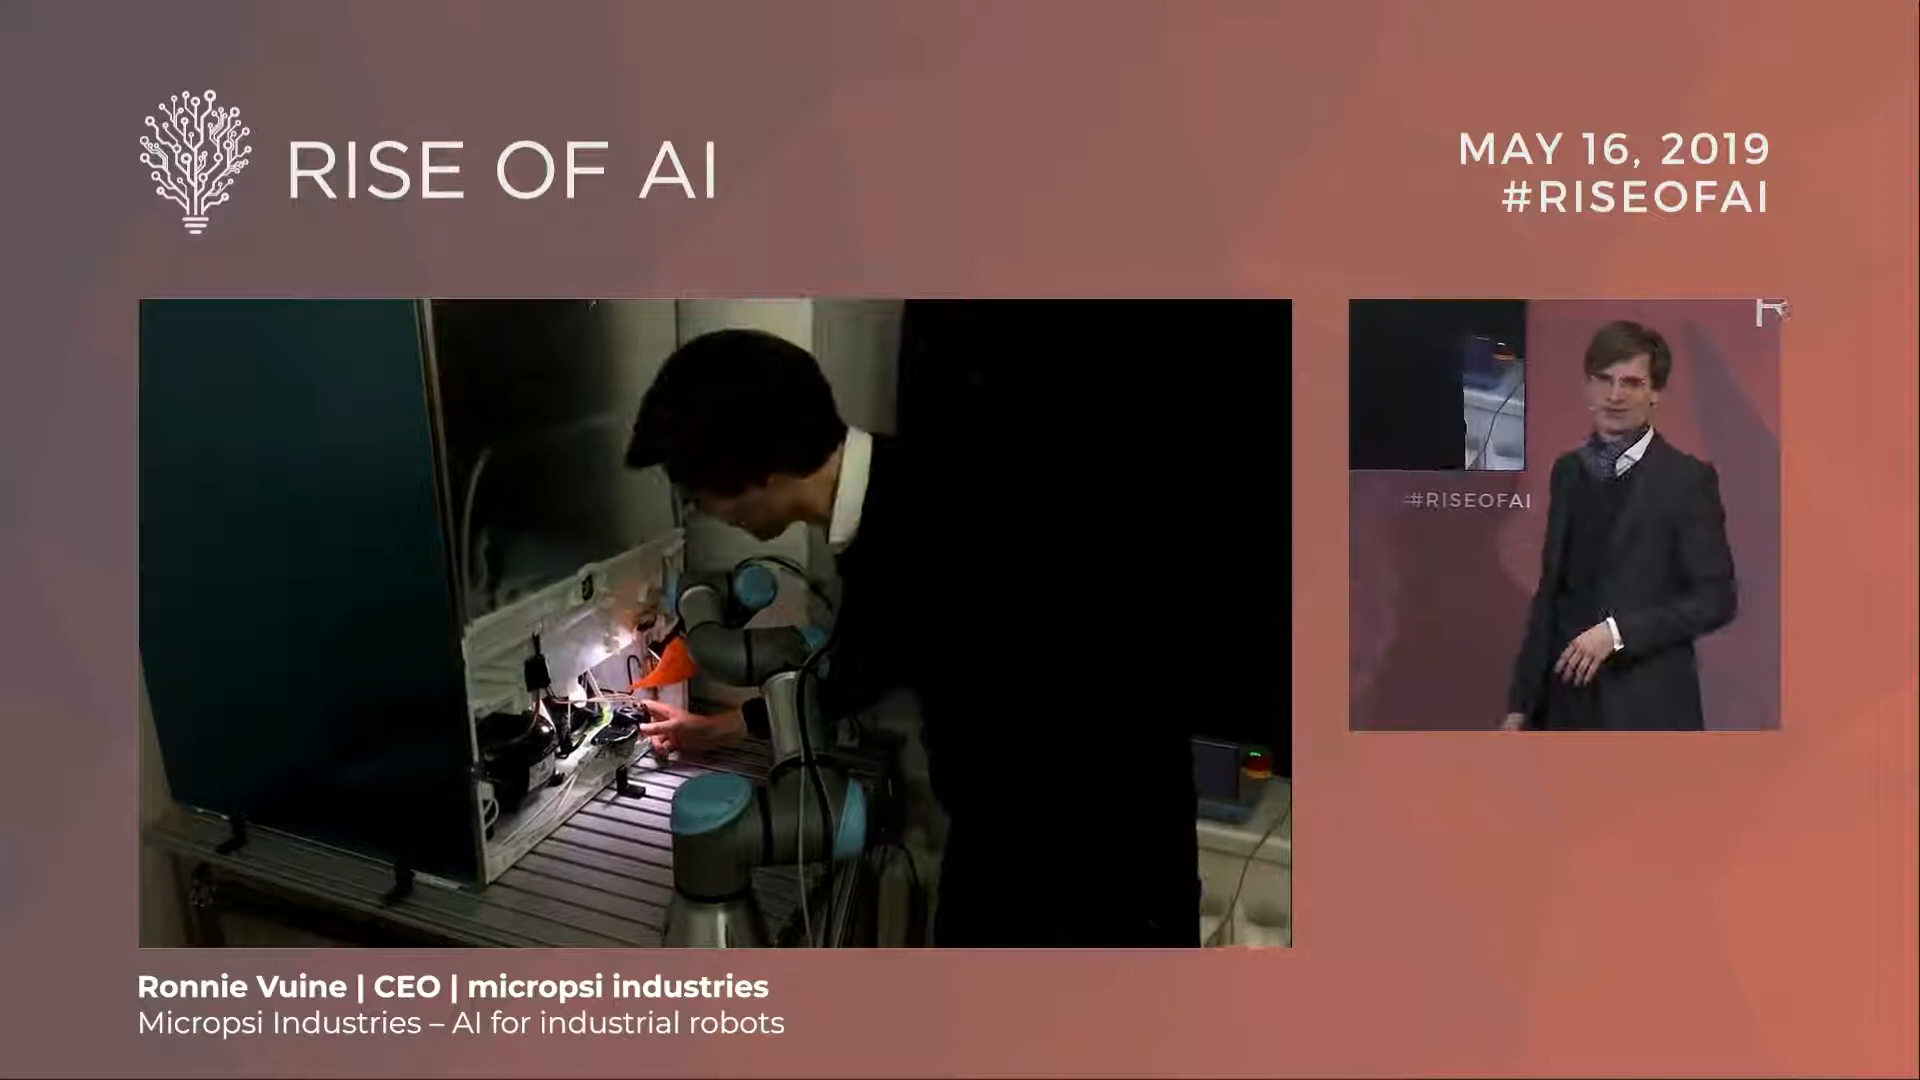 RISE OF AI
MAY 16, 2019
#RISEOFAI
#RISEOFAI
Ronnie Vuine | CEO | micropsi industries
Micropsi Industries – AI for industrial robots